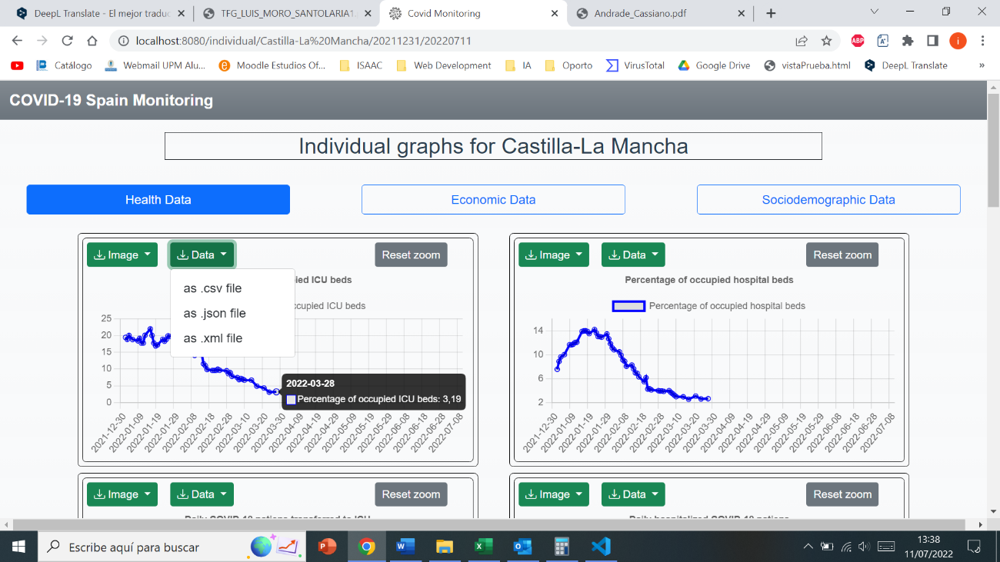 DeepL Translate - El mejor traduc
TFG_LUIS_MORO_SANTOLARIA1.
Covid Monitoring
Andrade_Cassiano.pdf
localhost:8080/individual/Castilla-La%20Mancha/20211231/20220711
ABP
i
Catálogo
Webmail UPM Alu...
Moodle Estudios Of...
ISAAC
Web Development
IA
Oporto
VirusTotal
Google Drive
vistaPrueba.html
DeepL Translate
»
COVID-19 Spain Monitoring
Individual graphs for Castilla-La Mancha
Health Data
Economic Data
Sociodemographic Data
Image
Data
Reset zoom
as .csv file
as .json file
as .xml file
ied ICU beds
ccupied ICU beds
25
20
15
10
5
0
2022-03-28
Percentage of occupied ICU beds: 3,19
2021-12-30
2022-01-09
2022-01-19
2022-01-29
2022-02-08
2022-02-18
2022-02-28
2022-03-10
2022-03-20
2022-03-30
2022-04-09
2022-04-19
2022-04-29
2022-05-09
2022-05-19
2022-05-29
2022-06-08
2022-06-18
2022-06-28
2022-07-08
Image
Data
Reset zoom
Percentage of occupied hospital beds
Percentage of occupied hospital beds
14
10
6
2
2021-12-30
2022-01-09
2022-01-19
2022-01-29
2022-02-08
2022-02-18
2022-02-28
2022-03-10
2022-03-20
2022-03-30
2022-04-09
2022-04-19
2022-04-29
2022-05-09
2022-05-19
2022-05-29
2022-06-08
2022-06-18
2022-06-28
2022-07-08
Image
Data
Reset zoom
Image
Data
Reset zoom
Escribe aquí para buscar
13:38
11/07/2022